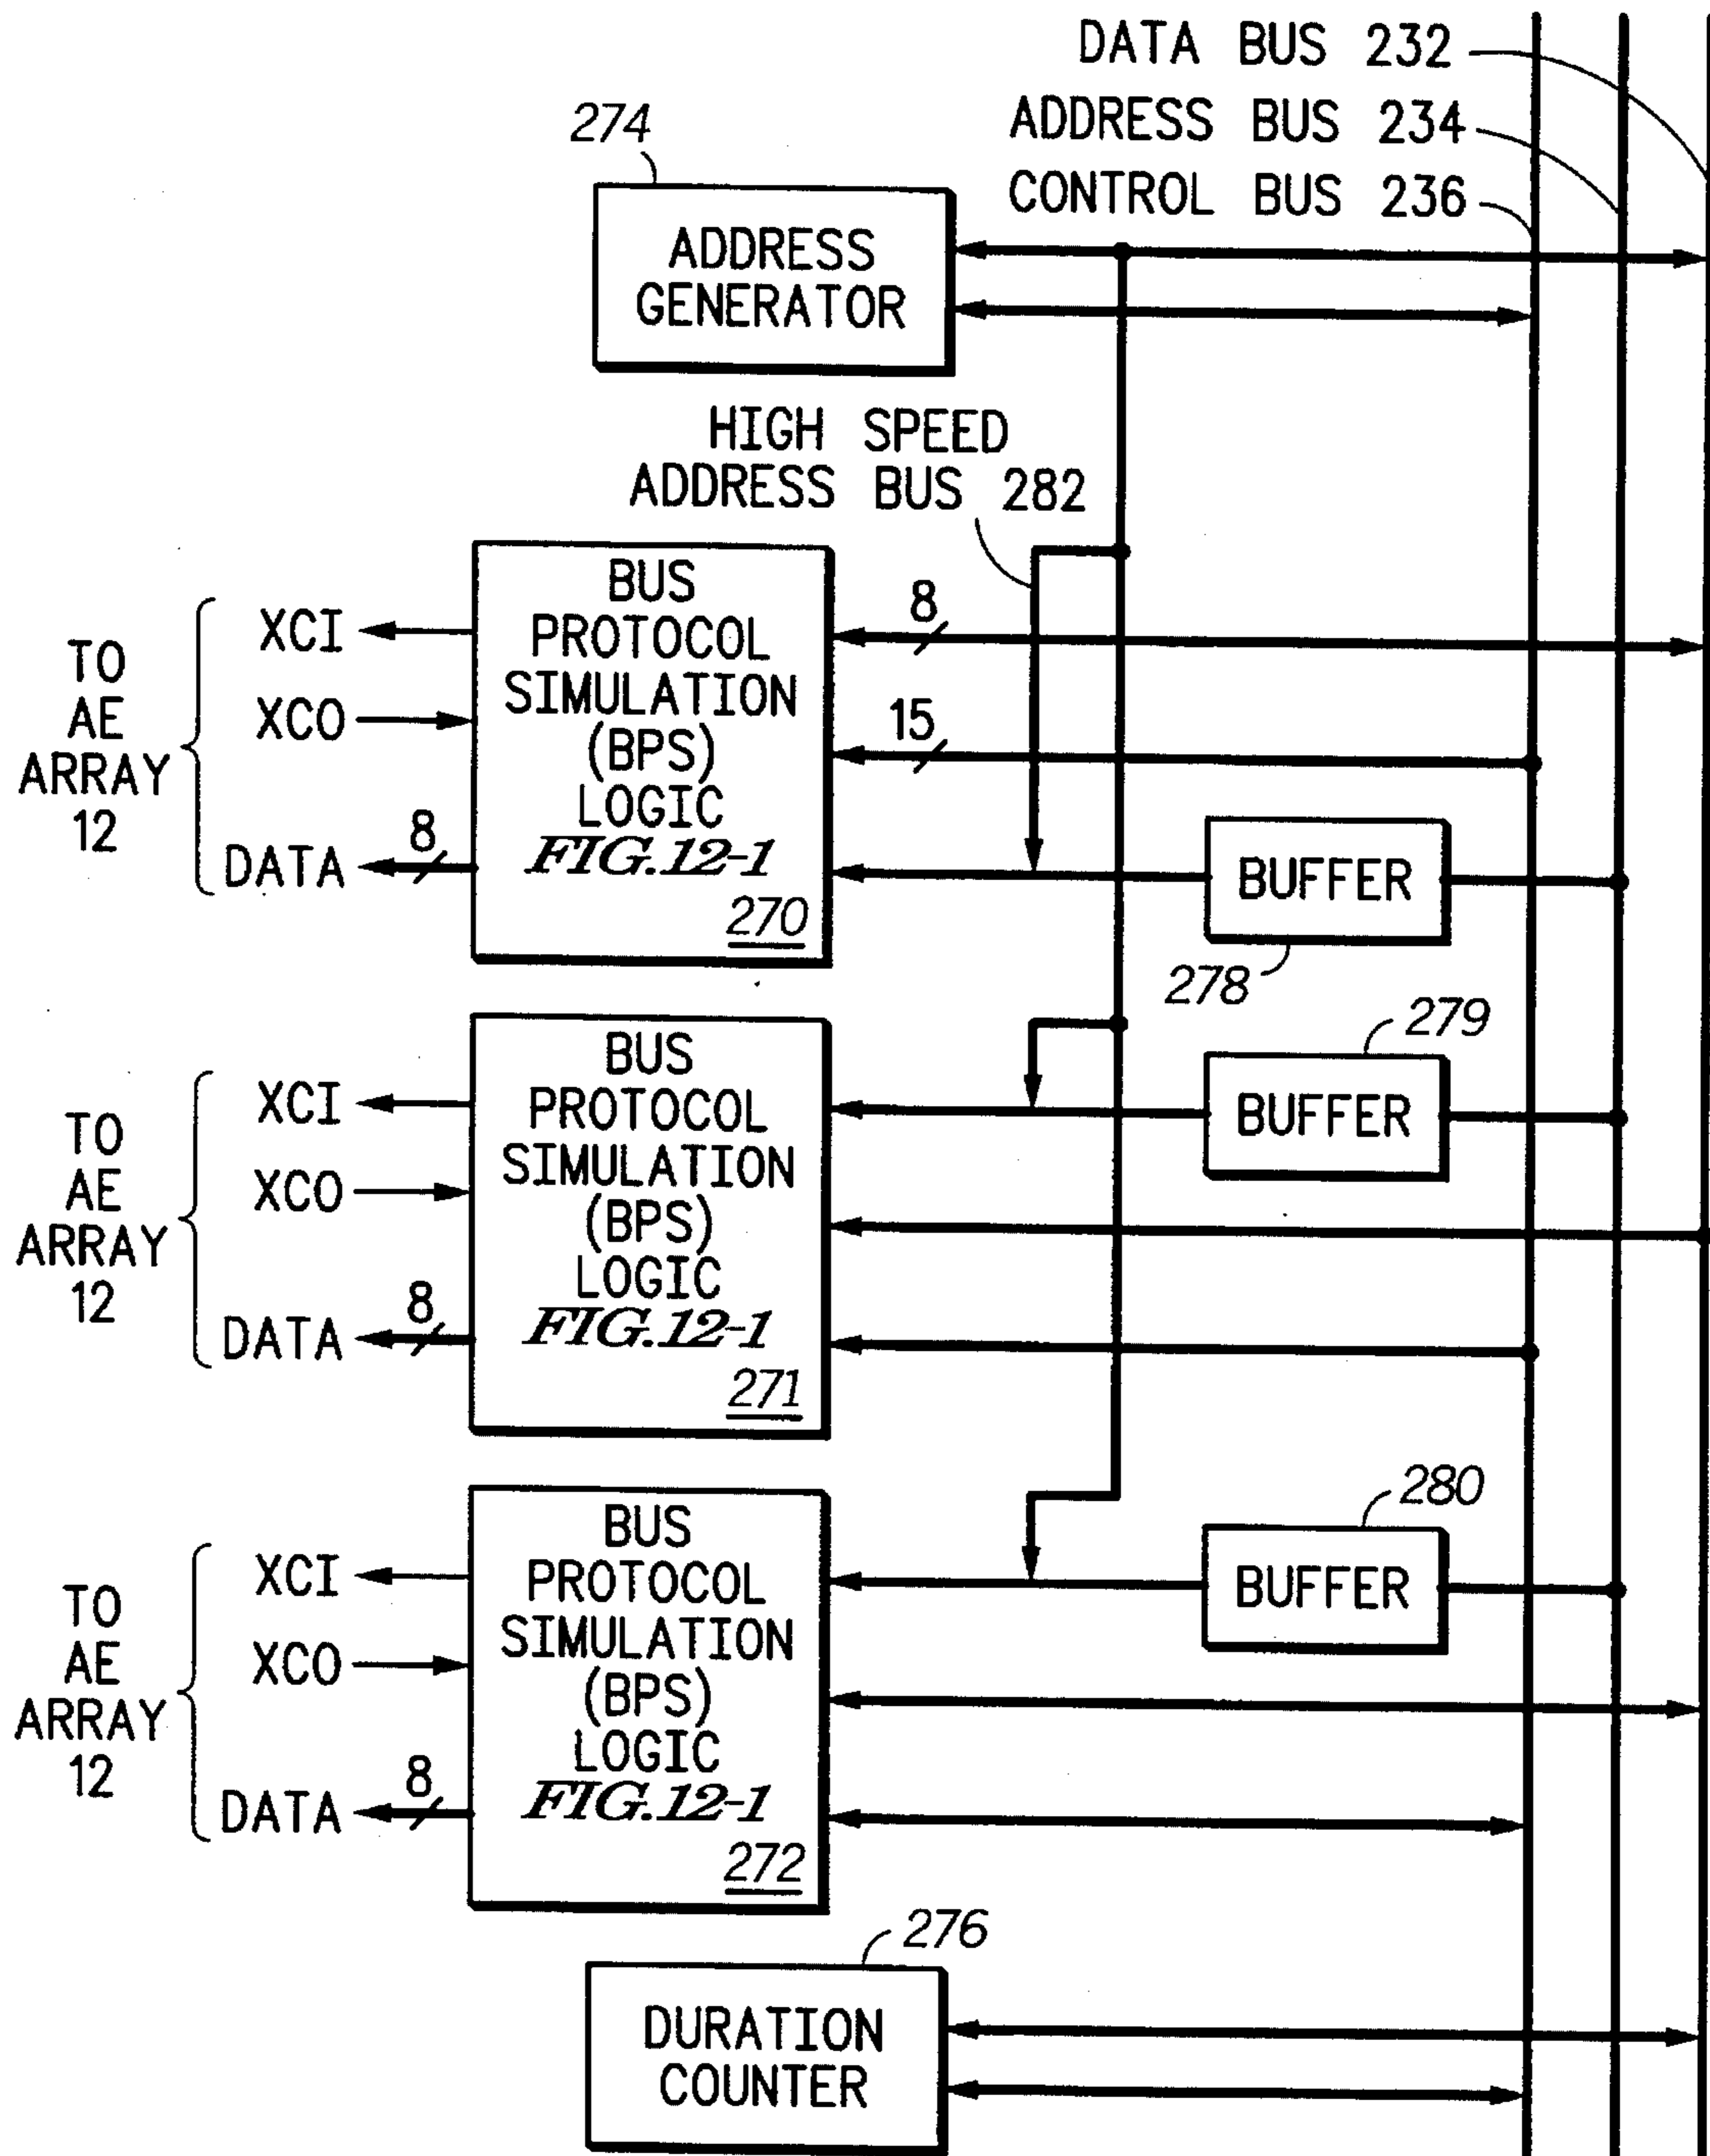 DATA BUS 232
274
ADDRESS BUS 234
CONTROL BUS 236
ADDRESS
GENERATOR
HIGH SPEED
ADDRESS BUS 282
TO
AE
ARRAY
12
XCI
XCO
DATA
8
BUS
PROTOCOL
SIMULATION
(BPS)
LOGIC
FIG.12-1
270
8
15
BUFFER
278
TO
AE
ARRAY
12
XCI
XCO
DATA
8
BUS
PROTOCOL
SIMULATION
(BPS)
LOGIC
FIG.12-1
271
279
BUFFER
TO
AE
ARRAY
12
XCI
XCO
DATA
8
BUS
PROTOCOL
SIMULATION
(BPS)
LOGIC
FIG.12-1
272
280
BUFFER
276
DURATION
COUNTER